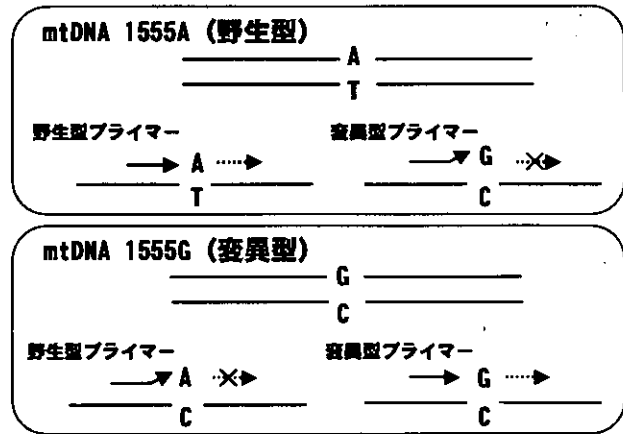 mtDNA 1555A (野生型)
A
T
野生型プライマー 変異型プライマー
A G
T C
mtDNA 1555G (変異型)
G
C
野生型プライマー 変異型プライマー
A G
C C